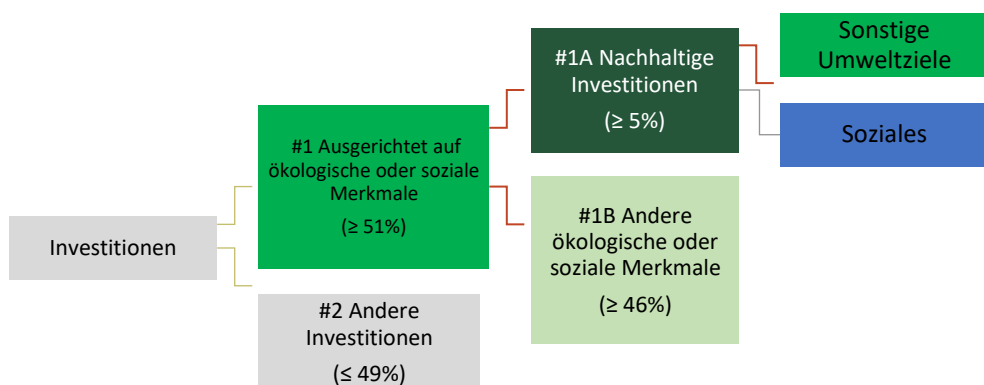 Investitionen
#1 Ausgerichtet auf
ökologische oder soziale
Merkmale
(≥ 51%)
#2 Andere
Investitionen
(≤ 49%)
#1A Nachhaltige
Investitionen
(≥ 5%)
#1B Andere
ökologische oder
soziale Merkmale
(≥ 46%)
Sonstige
Umweltziele
Soziales